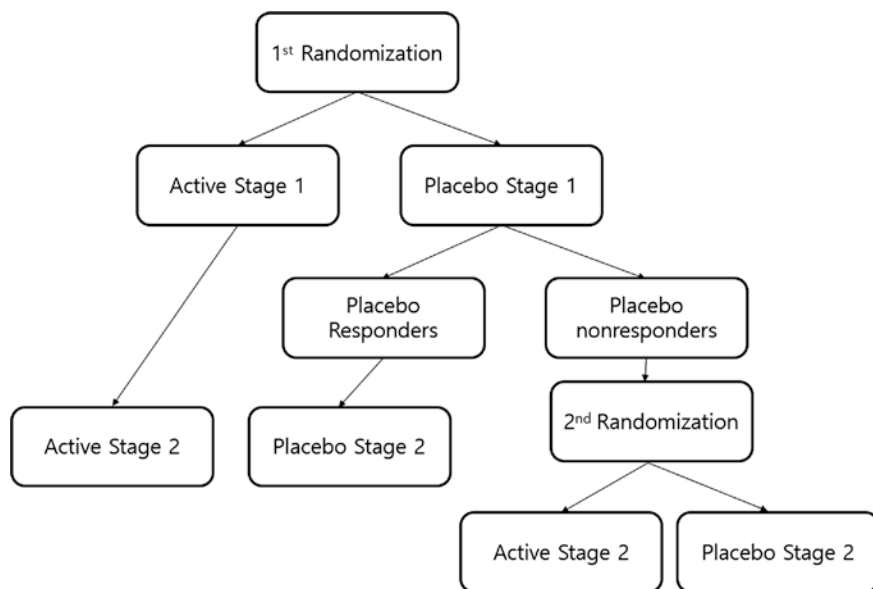 1st Randomization
Active Stage 1
Placebo Stage 1
Placebo
Responders
Placebo
nonresponders
Active Stage 2
Placebo Stage 2
2nd Randomization
Active Stage 2
Placebo Stage 2